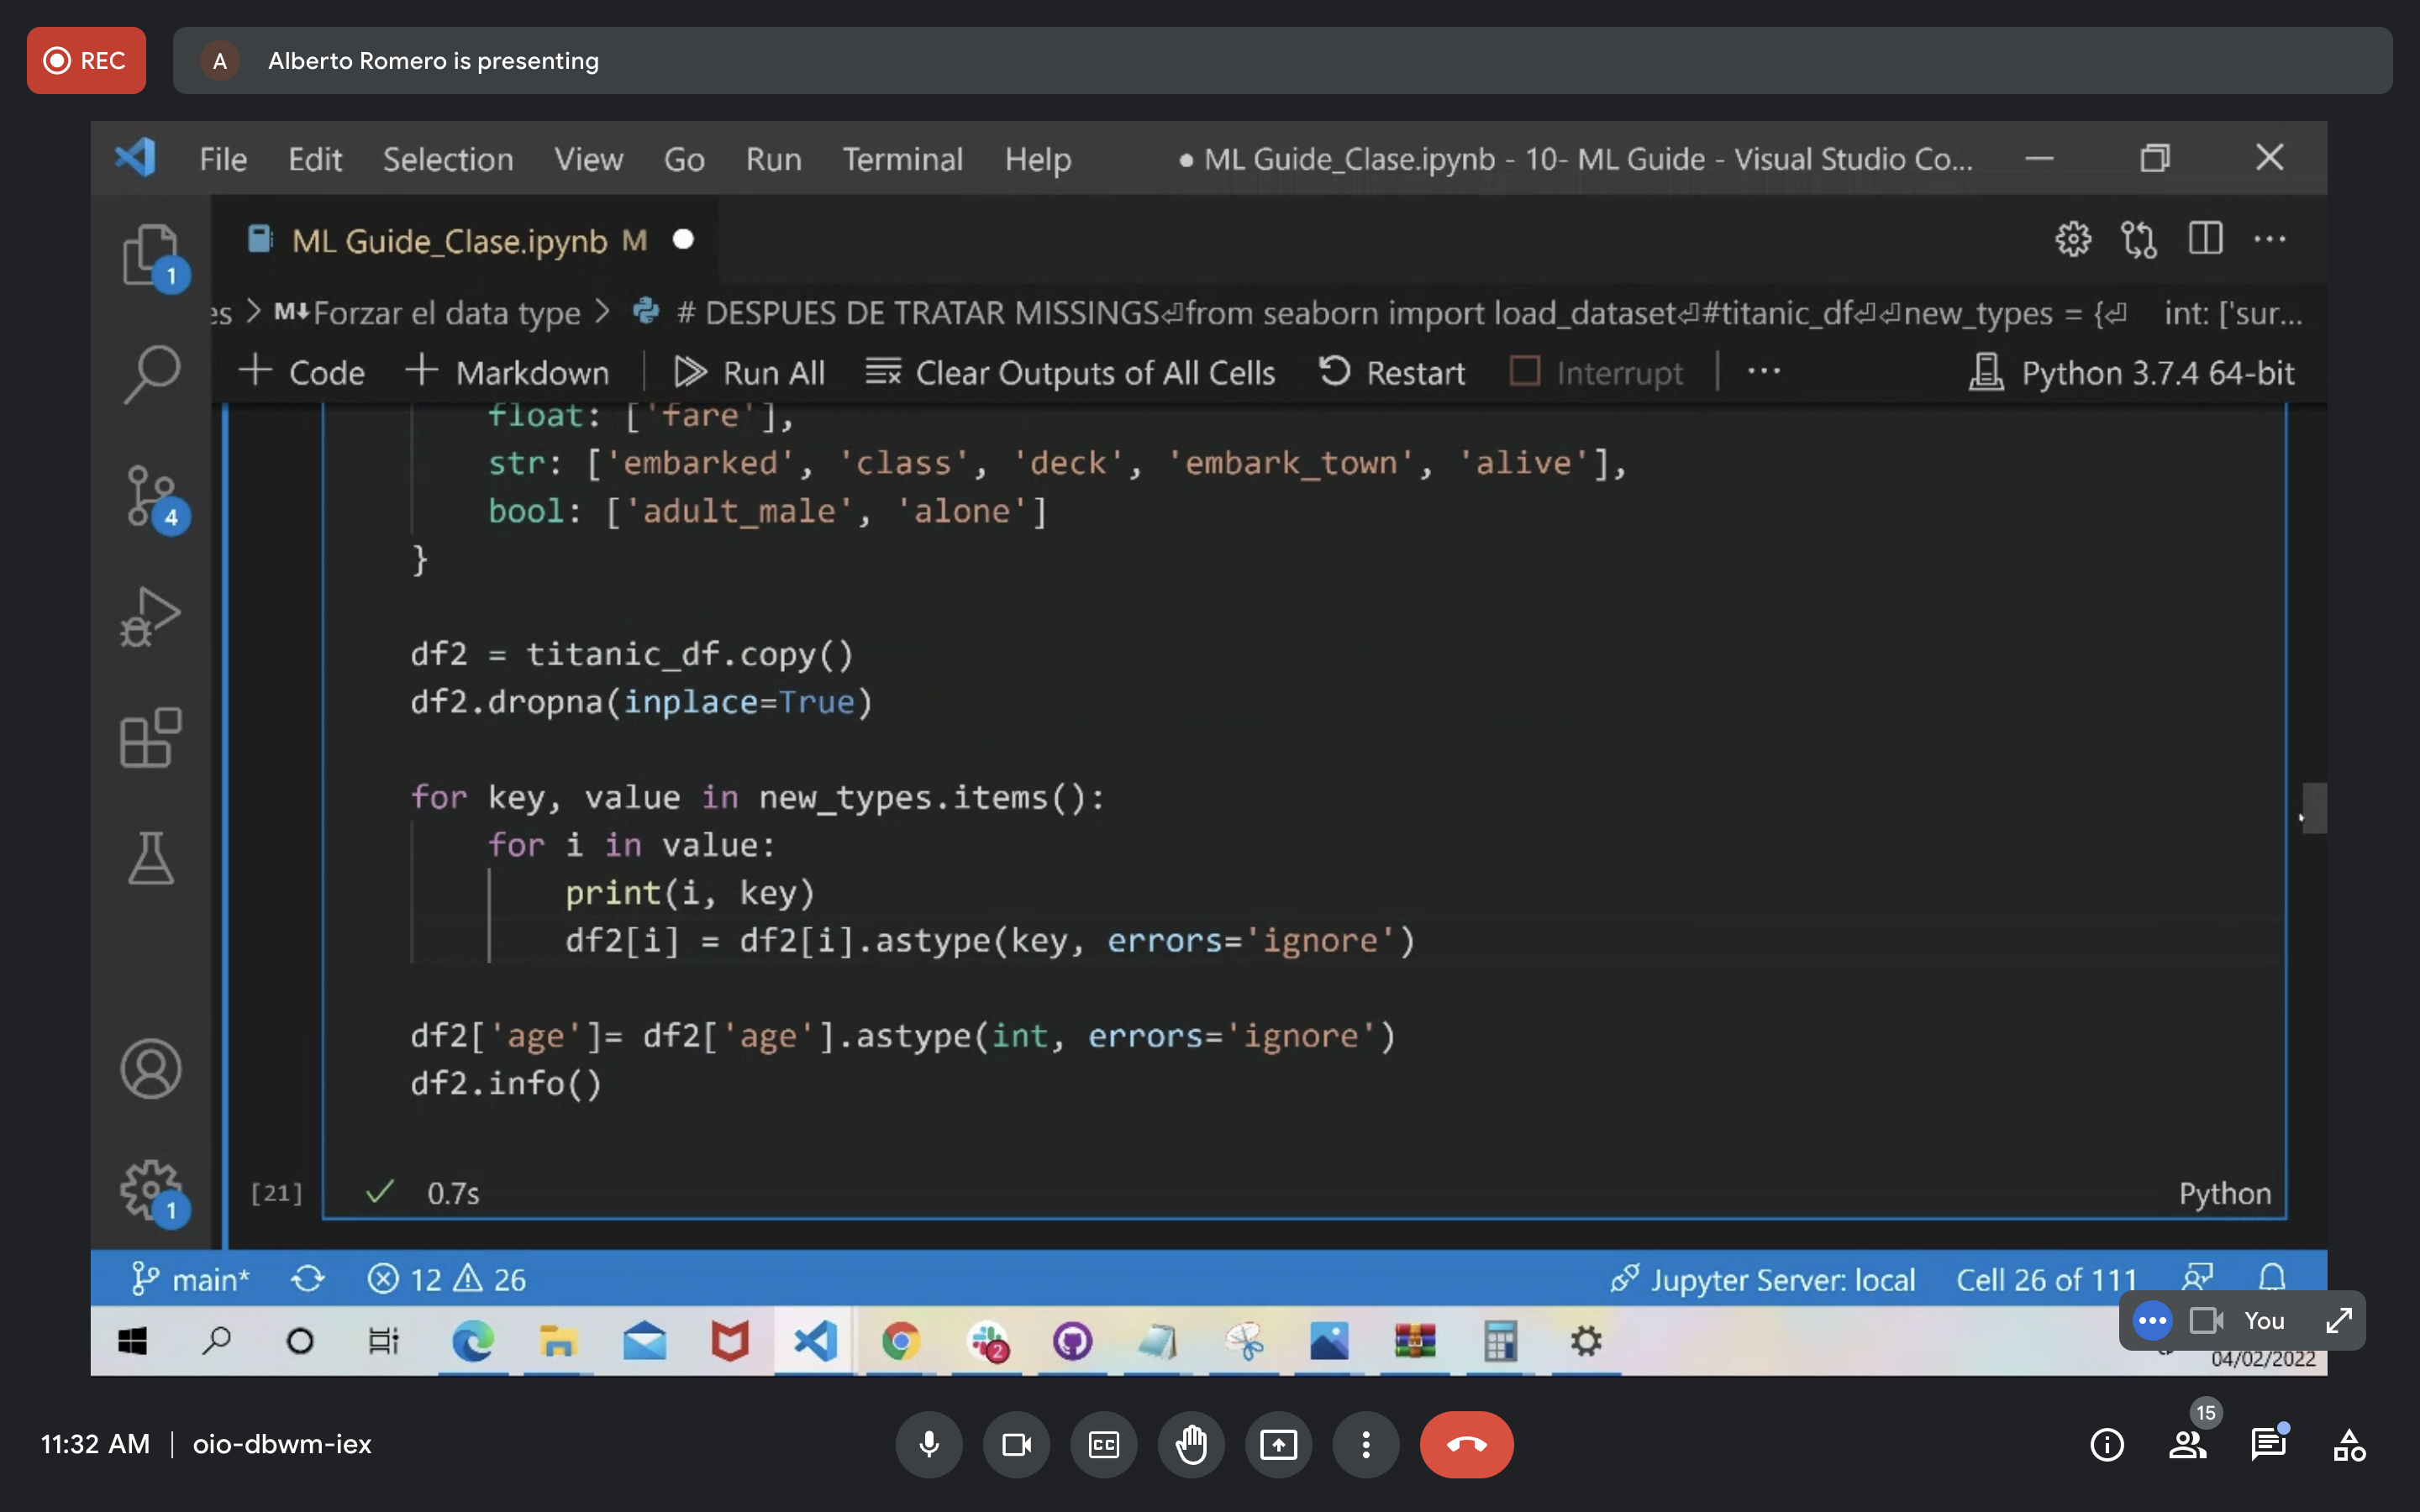 REC
A Alberto Romero is presenting
File Edit Selection View Go Run Terminal Help ● ML Guide_Clase.ipynb - 10- ML Guide - Visual Studio Co...
ML Guide_Clase.ipynb M
1
es > M↓Forzar el data type > # DESPUES DE TRATAR MISSINGS⏎from seaborn import load_dataset⏎#titanic_df⏎⏎new_types = {⏎ int: ['sur...
+ Code + Markdown Run All Clear Outputs of All Cells Restart Interrupt ... Python 3.7.4 64-bit
float: ['fare'],
str: ['embarked', 'class', 'deck', 'embark_town', 'alive'],
bool: ['adult_male', 'alone']
4
}
df2 = titanic_df.copy()
df2.dropna(inplace=True)
for key, value in new_types.items():
for i in value:
print(i, key)
df2[i] = df2[i].astype(key, errors='ignore')
df2['age']= df2['age'].astype(int, errors='ignore')
df2.info()
1
[21] ✓ 0.7s Python
main* 12 26 Jupyter Server: local Cell 26 of 111
2
You
04/02/2022
11:32 AM | oio-dbwm-iex
CC
15